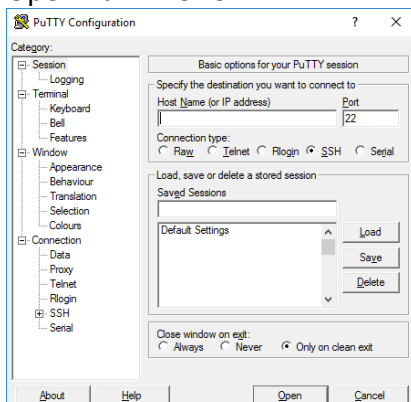 PuTTY Configuration
?
×
Category:
Session
Logging
Terminal
Keyboard
Bell
Features
Window
Appearance
Behaviour
Translation
Selection
Colours
Connection
Data
Proxy
Telnet
Rlogin
SSH
Serial
Basic options for your PuTTY session
Specify the destination you want to connect to
Host Name (or IP address) Port
22
Connection type:
Raw Telnet Rlogin SSH Serial
Load, save or delete a stored session
Saved Sessions
Default Settings
Load
Save
Delete
Close window on exit:
Always Never Only on clean exit
About Help Open Cancel